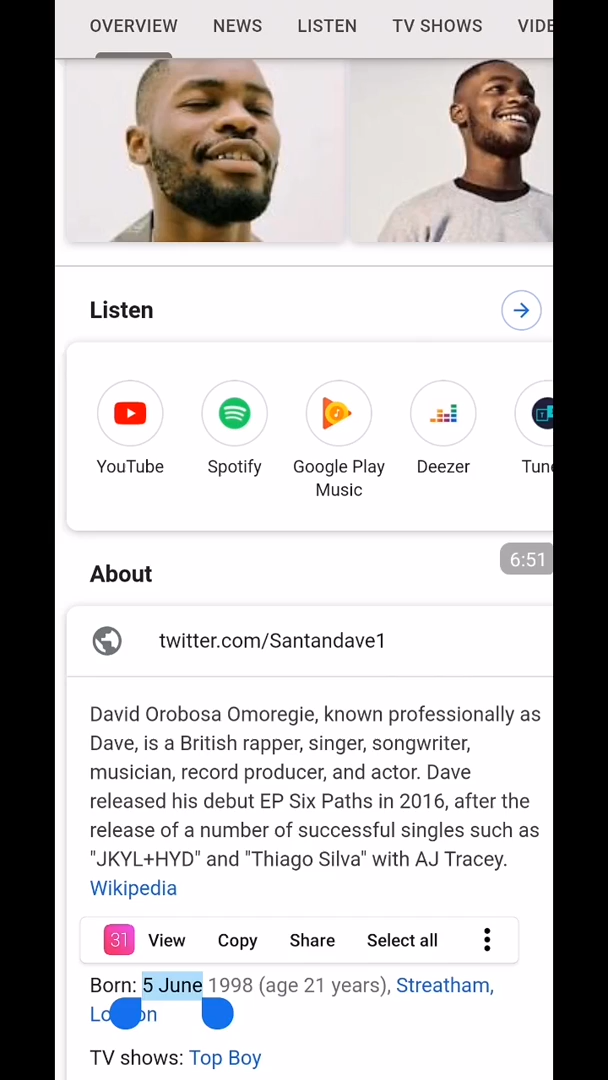 OVERVIEW NEWS LISTEN TV SHOWS VIDE
Listen
YouTube Spotify Google Play Music Deezer Tune
6:51
About
twitter.com/Santandave1
David Orobosa Omoregie, known professionally as
Dave, is a British rapper, singer, songwriter,
musician, record producer, and actor. Dave
released his debut EP Six Paths in 2016, after the
release of a number of successful singles such as
"JKYL+HYD" and "Thiago Silva" with AJ Tracey.
Wikipedia
31 View Copy Share Select all
Born: 5 June 1998 (age 21 years), Streatham,
London
TV shows: Top Boy